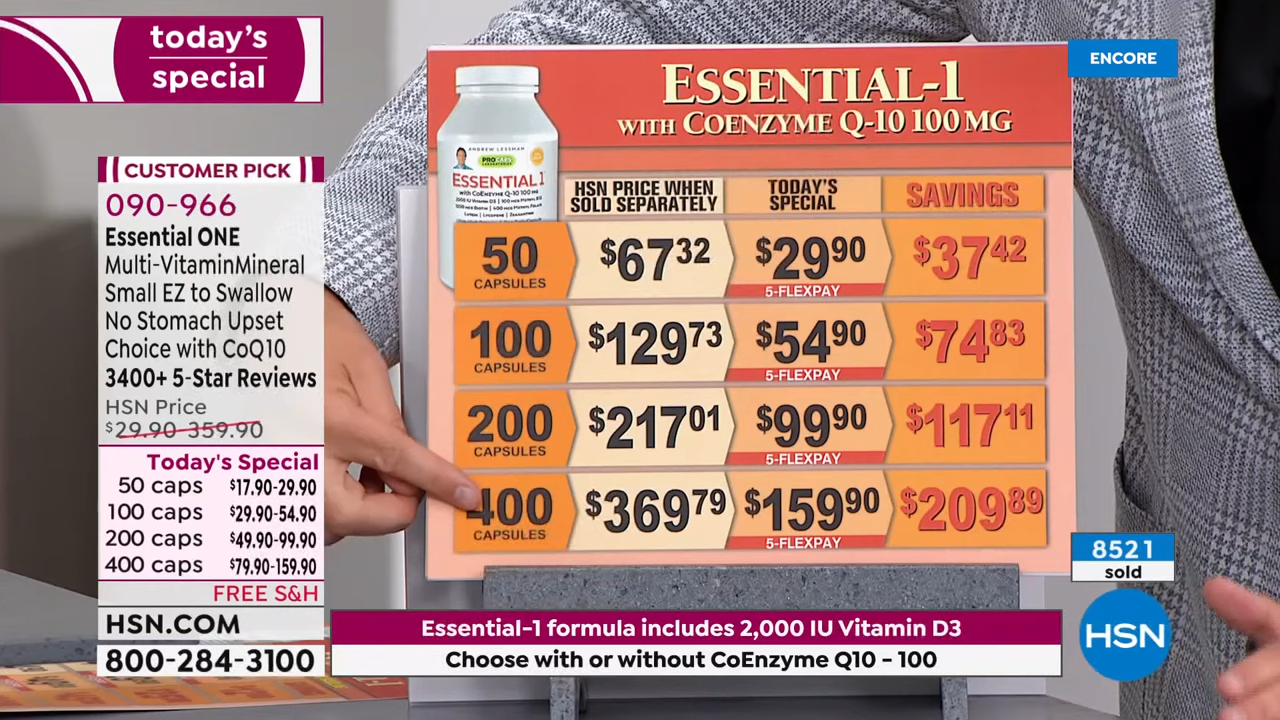 today's
special
CUSTOMER PICK
090-966
Essential ONE
Multi-VitaminMineral
Small EZ to Swallow
No Stomach Upset
Choice with CoQ10
3400+ 5-Star Reviews
HSN Price
$29.90-359.90
Today's Special
50 caps $17.90-29.90
100 caps $29.90-54.90
200 caps $49.90-99.90
400 caps $79.90-159.90
FREE S&H
HSN.COM
800-284-3100
ENCORE
ESSENTIAL-1
WITH COENZYME Q-10 100 MG
ANDREW LESSMAN
PROCAPS
LABORATORIES
ESSENTIAL 1
with CoEnzyme Q-10 100 mg
HSN PRICE WHEN
SOLD SEPARATELY
TODAY'S
SPECIAL
SAVINGS
50
CAPSULES
$67.32
$29.90
5-FLEXPAY
$37.42
100
CAPSULES
$129.73
$54.90
5-FLEXPAY
$74.83
200
CAPSULES
$217.01
$99.90
5-FLEXPAY
$117.11
400
CAPSULES
$369.79
$159.90
5-FLEXPAY
$209.89
8521
sold
HSN
Essential-1 formula includes 2,000 IU Vitamin D3
Choose with or without CoEnzyme Q10 - 100